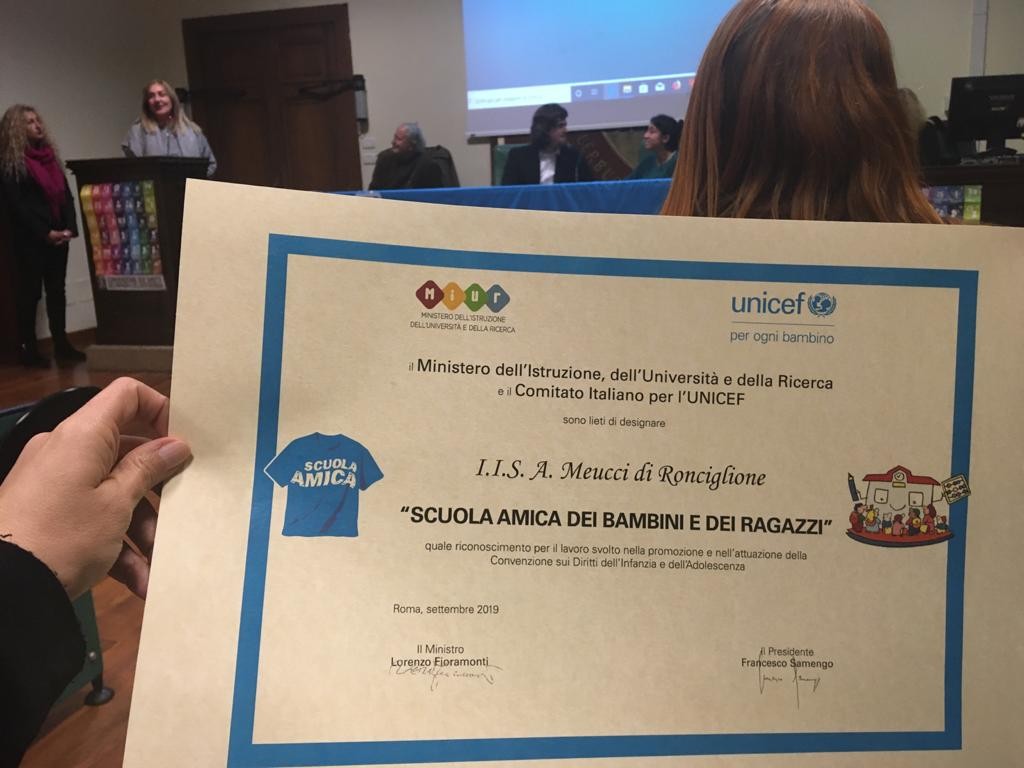 MiUr
MINISTERO DELL'ISTRUZIONE
DELL'UNIVERSITÀ E DELLA RICERCA
unicef
per ogni bambino
il Ministero dell'Istruzione, dell'Università e della Ricerca
e il Comitato Italiano per l'UNICEF
sono lieti di designare
SCUOLA
AMICA
I.I.S. A. Meucci di Ronciglione
“SCUOLA AMICA DEI BAMBINI E DEI RAGAZZI”
quale riconoscimento per il lavoro svolto nella promozione e nell'attuazione della
Convenzione sui Diritti dell'Infanzia e dell'Adolescenza
Roma, settembre 2019
Il Ministro
Lorenzo Fioramonti
Il Presidente
Francesco Samengo